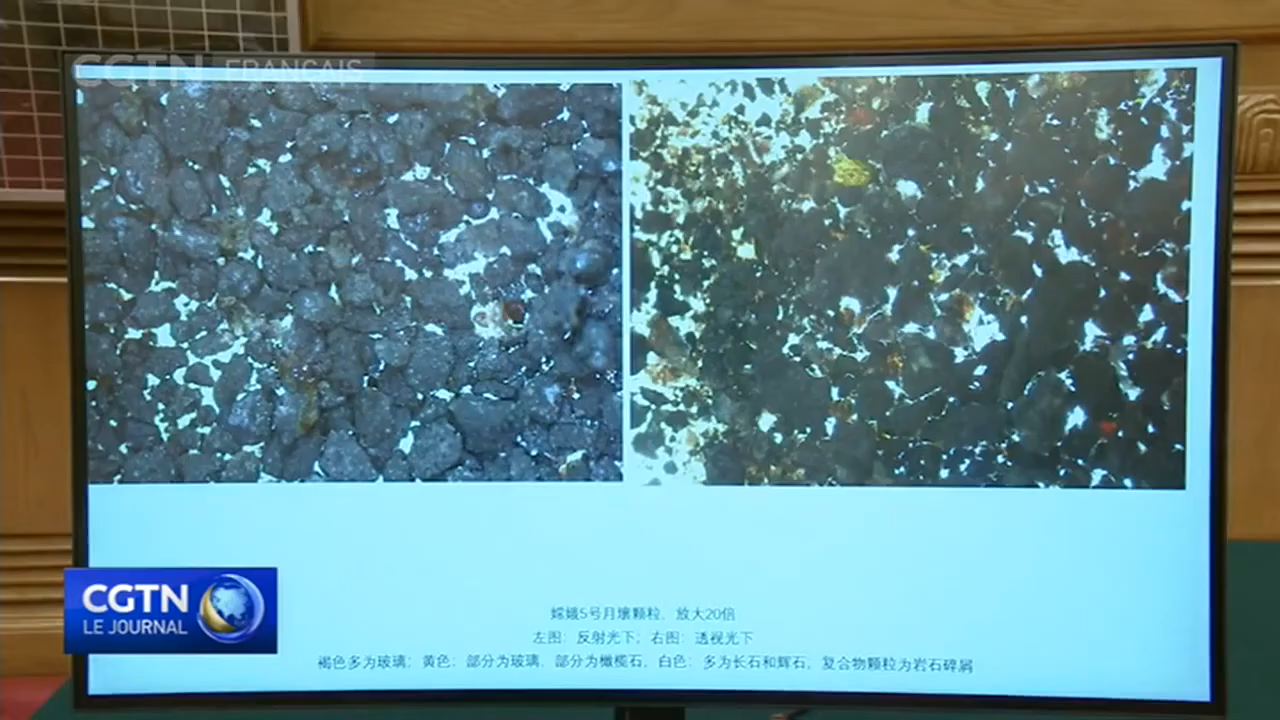 CGTN FRANÇAIS
嫦娥5号月壤颗粒，放大20倍
左图：反射光下；右图：透视光下
褐色多为玻璃；黄色：部分为玻璃，部分为橄榄石，白色：多为长石和辉石，复合物颗粒为岩石碎屑
CGTN
LE JOURNAL